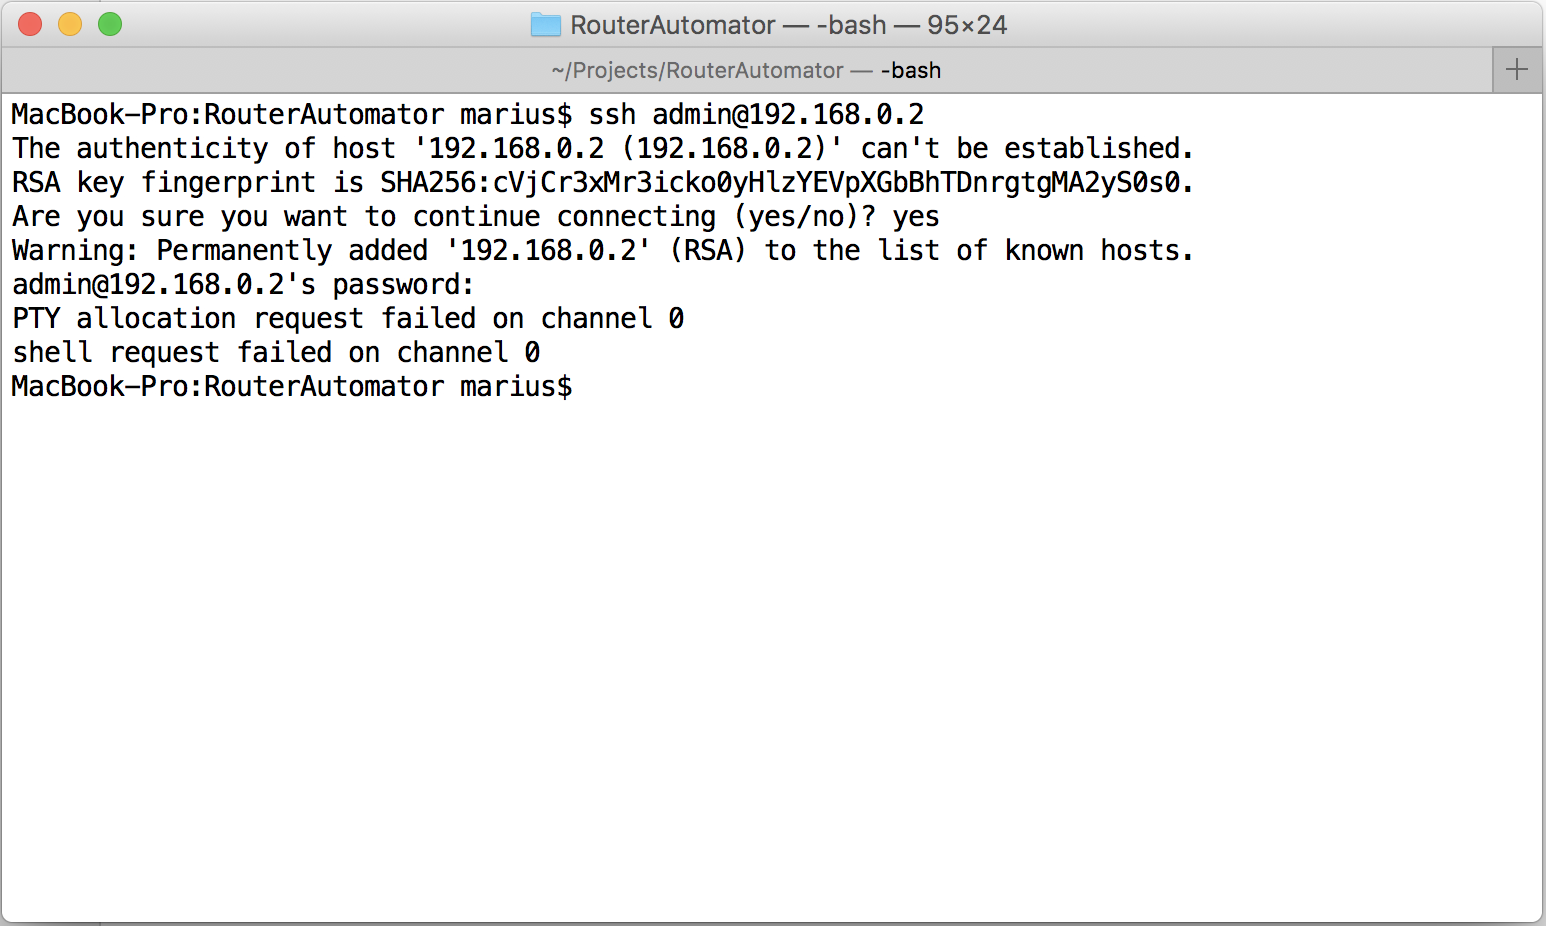 RouterAutomator — -bash — 95×24
~/Projects/RouterAutomator — -bash
MacBook-Pro:RouterAutomator marius$ ssh admin@192.168.0.2
The authenticity of host '192.168.0.2 (192.168.0.2)' can't be established.
RSA key fingerprint is SHA256:cVjCr3xMr3icko0yHlzYEVpXGbBhTDnrgtgMA2yS0s0.
Are you sure you want to continue connecting (yes/no)? yes
Warning: Permanently added '192.168.0.2' (RSA) to the list of known hosts.
admin@192.168.0.2's password:
PTY allocation request failed on channel 0
shell request failed on channel 0
MacBook-Pro:RouterAutomator marius$